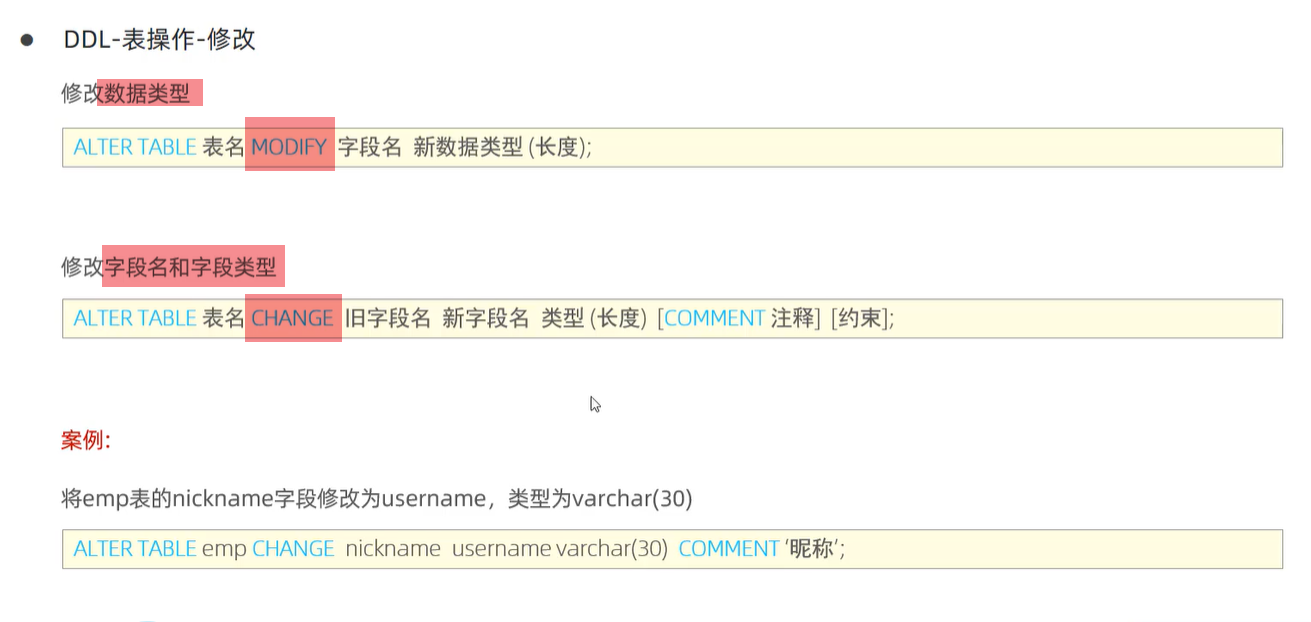 ● DDL-表操作-修改
修改数据类型
ALTER TABLE 表名 MODIFY 字段名 新数据类型 (长度);
修改字段名和字段类型
ALTER TABLE 表名 CHANGE 旧字段名 新字段名 类型 (长度) [COMMENT 注释] [约束];
案例:
将emp表的nickname字段修改为username，类型为varchar(30)
ALTER TABLE emp CHANGE nickname username varchar(30) COMMENT '昵称';